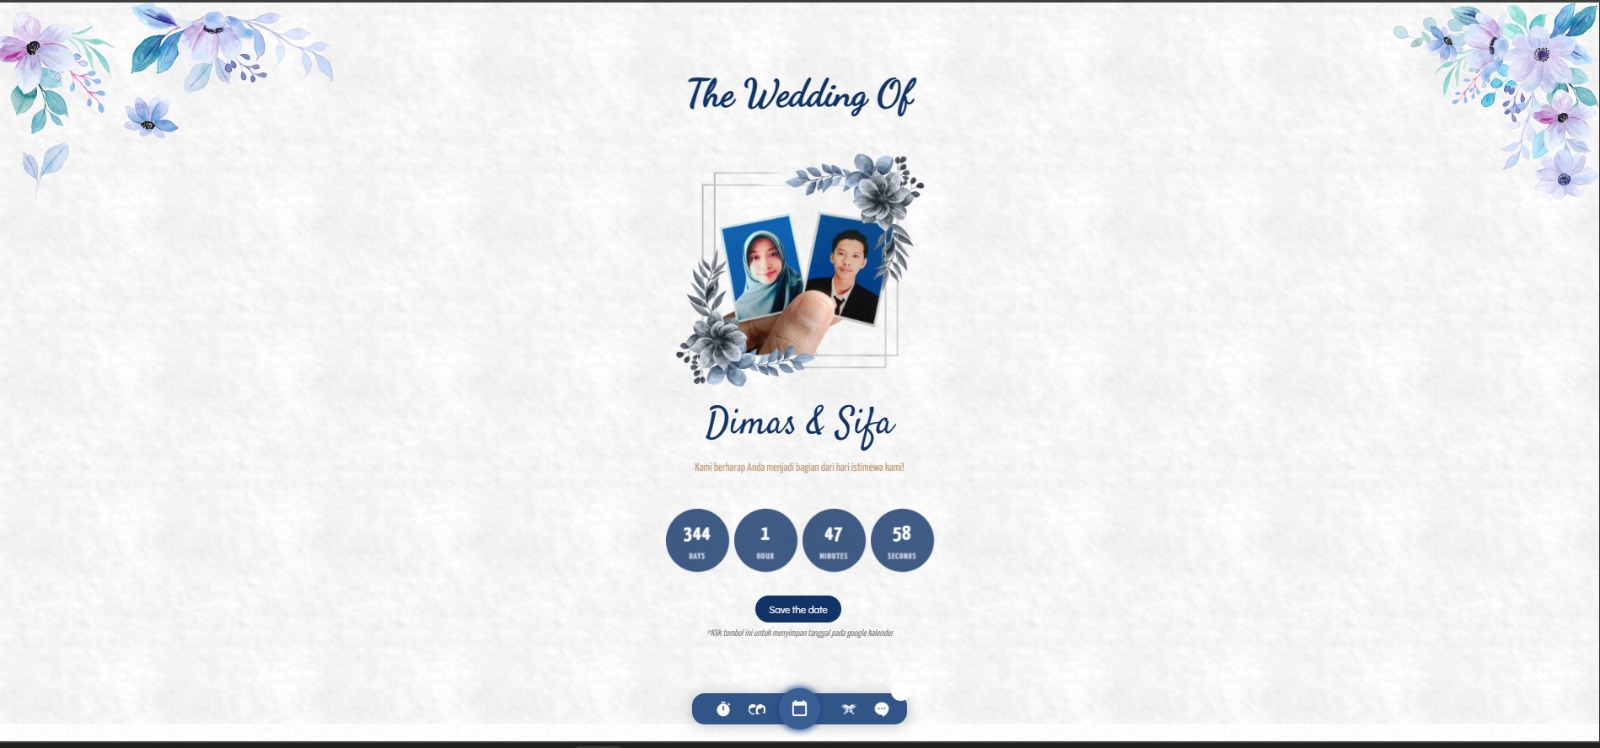 The Wedding Of
Dimas & Sifa
Kami berharap Anda menjadi bagian dari hari istimewa kami!
344 1 47 58
DAYS HOUR MINUTES SECONDS
Save the date
*Klik tombol ini untuk menyimpan tanggal pada google kalender